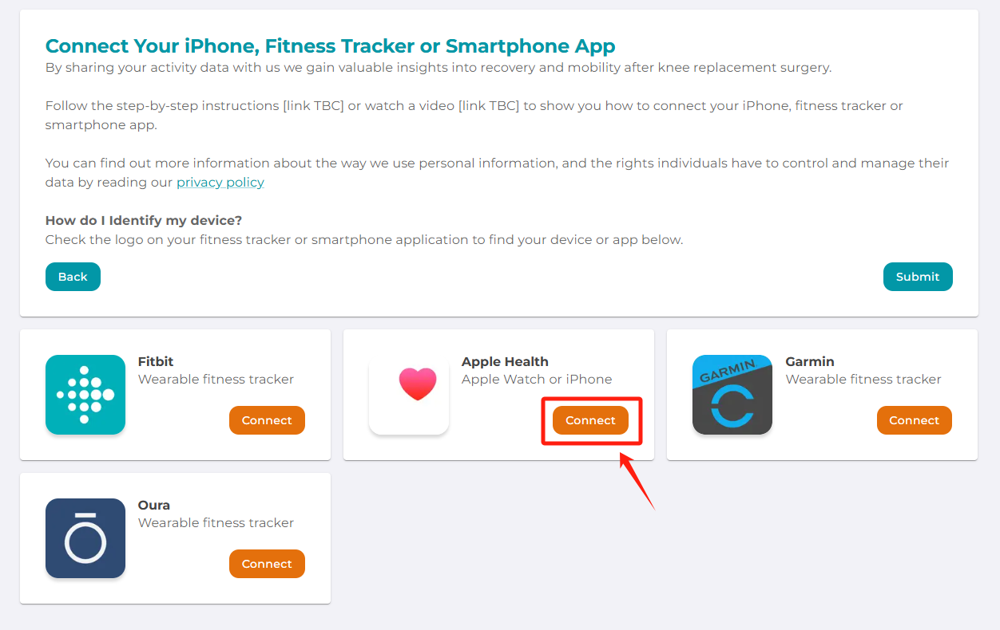 Connect Your iPhone, Fitness Tracker or Smartphone App
By sharing your activity data with us we gain valuable insights into recovery and mobility after knee replacement surgery.
Follow the step-by-step instructions [link TBC] or watch a video [link TBC] to show you how to connect your iPhone, fitness tracker or
smartphone app.
You can find out more information about the way we use personal information, and the rights individuals have to control and manage their
data by reading our privacy policy
How do I Identify my device?
Check the logo on your fitness tracker or smartphone application to find your device or app below.
Back
Submit
Fitbit
Wearable fitness tracker
Connect
Apple Health
Apple Watch or iPhone
Connect
GARMIN
Garmin
Wearable fitness tracker
Connect
Oura
Wearable fitness tracker
Connect